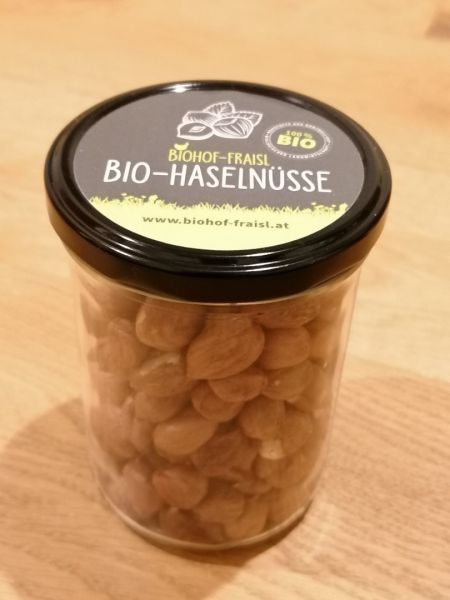 100 %
BIO
BIOHOF-FRAISL
BIO-HASELNÜSSE
www.biohof-fraisl.at